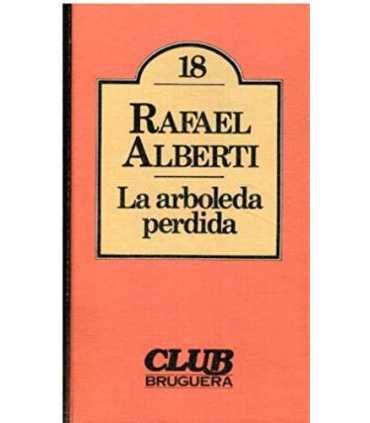 18
RAFAEL
ALBERTI
La arboleda
perdida
CLUB
BRUGUERA